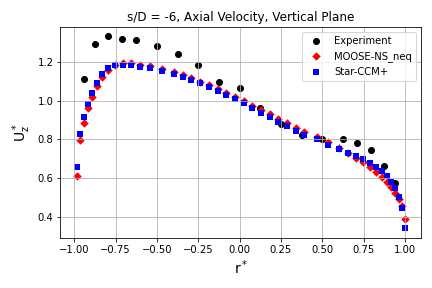 s/D = -6, Axial Velocity, Vertical Plane
Experiment
MOOSE-NS_neq
Star-CCM+
U_z^*
1.2
1.0
0.8
0.6
0.4
−1.00 −0.75 −0.50 −0.25 0.00 0.25 0.50 0.75 1.00
r^*